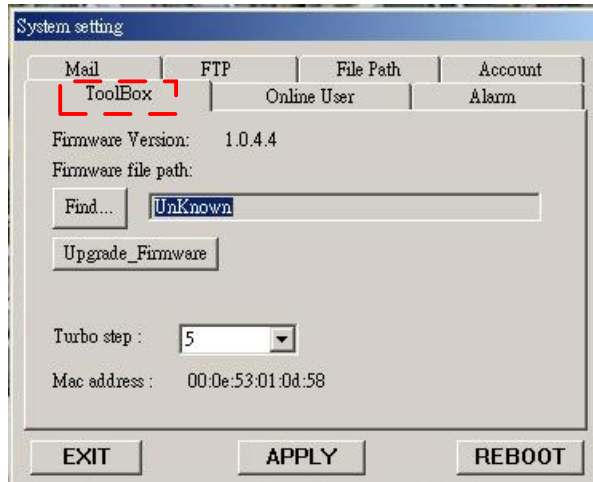 System setting
Mail FTP File Path Account
ToolBox Online User Alarm
Firmware Version: 1.0.4.4
Firmware file path:
Find... UnKnown
Upgrade_Firmware
Turbo step : 5
Mac address : 00:0e:53:01:0d:58
EXIT APPLY REBOOT